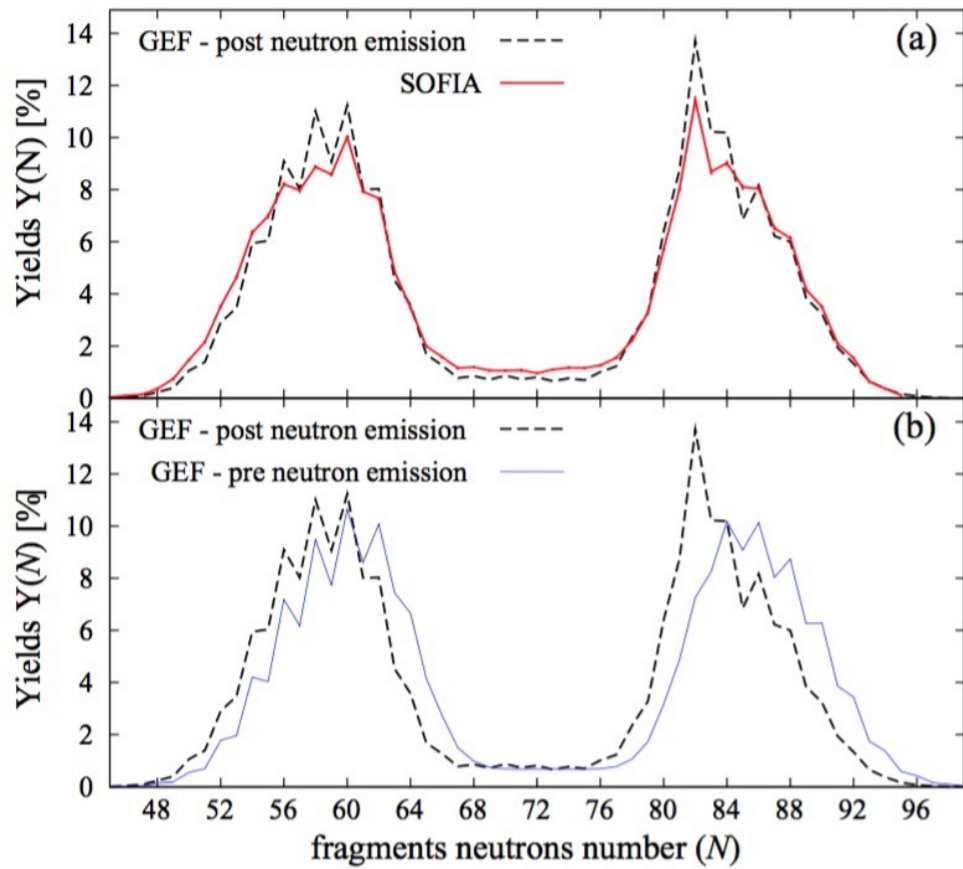 14
12
10
8
6
4
2
0
Yields Y(N) [%]
GEF - post neutron emission
SOFIA
(a)
14
12
10
8
6
4
2
0
Yields Y(N) [%]
GEF - post neutron emission
GEF - pre neutron emission
(b)
48 52 56 60 64 68 72 76 80 84 88 92 96
fragments neutrons number (N)